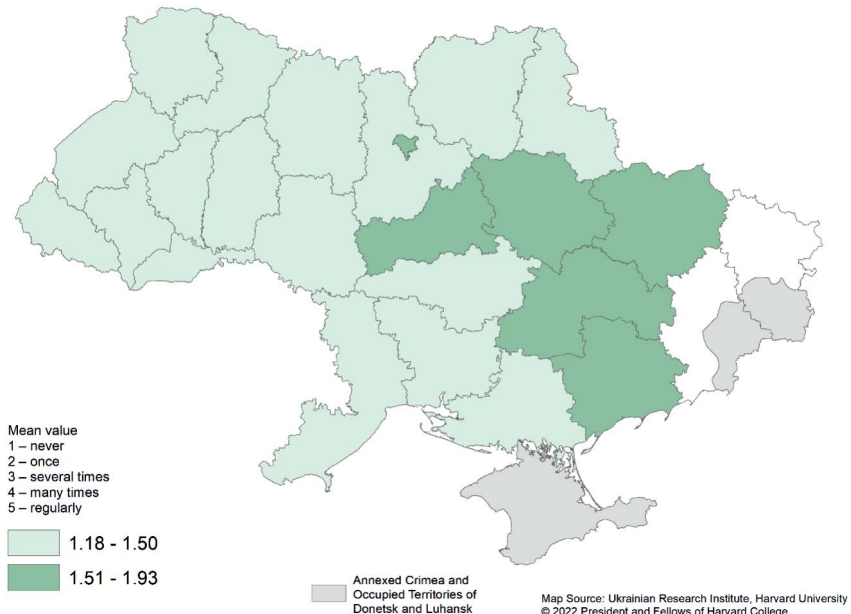 Mean value
1 – never
2 – once
3 – several times
4 – many times
5 – regularly
1.18 - 1.50
1.51 - 1.93
Annexed Crimea and
Occupied Territories of
Donetsk and Luhansk
Map Source: Ukrainian Research Institute, Harvard University
© 2022 President and Fellows of Harvard College